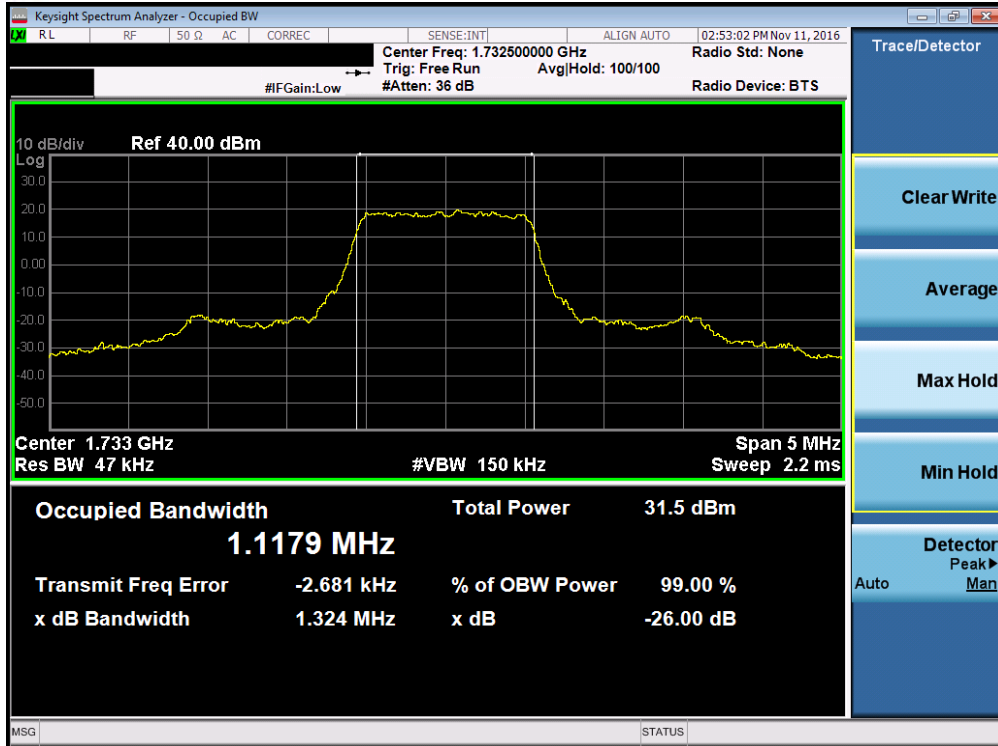 Keysight Spectrum Analyzer - Occupied BW
LXI RL RF 50 Ω AC CORREC SENSE:INT ALIGN AUTO 02:53:02 PM Nov 11, 2016
Center Freq: 1.732500000 GHz Radio Std: None
Trig: Free Run Avg|Hold: 100/100
#IFGain:Low #Atten: 36 dB Radio Device: BTS
10 dB/div Ref 40.00 dBm
Log
30.0
20.0
10.0
0.00
-10.0
-20.0
-30.0
-40.0
-50.0
Center 1.733 GHz Span 5 MHz
Res BW 47 kHz #VBW 150 kHz Sweep 2.2 ms
Occupied Bandwidth Total Power 31.5 dBm
1.1179 MHz
Transmit Freq Error -2.681 kHz % of OBW Power 99.00 %
x dB Bandwidth 1.324 MHz x dB -26.00 dB
MSG STATUS
Trace/Detector
Clear Write
Average
Max Hold
Min Hold
Detector
Peak▶
Auto Man